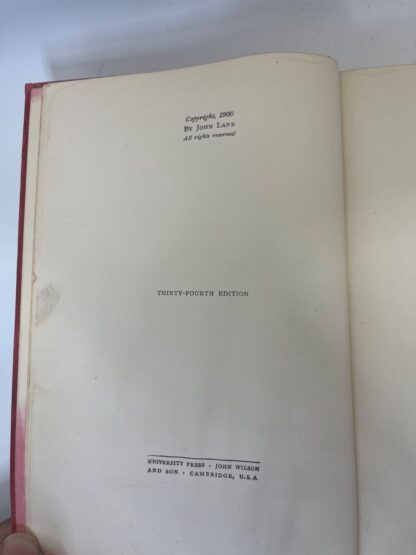 Copyright, 1900
BY JOHN LANE
All rights reserved
THIRTY-FOURTH EDITION
UNIVERSITY PRESS · JOHN WILSON
AND SON · CAMBRIDGE, U.S.A